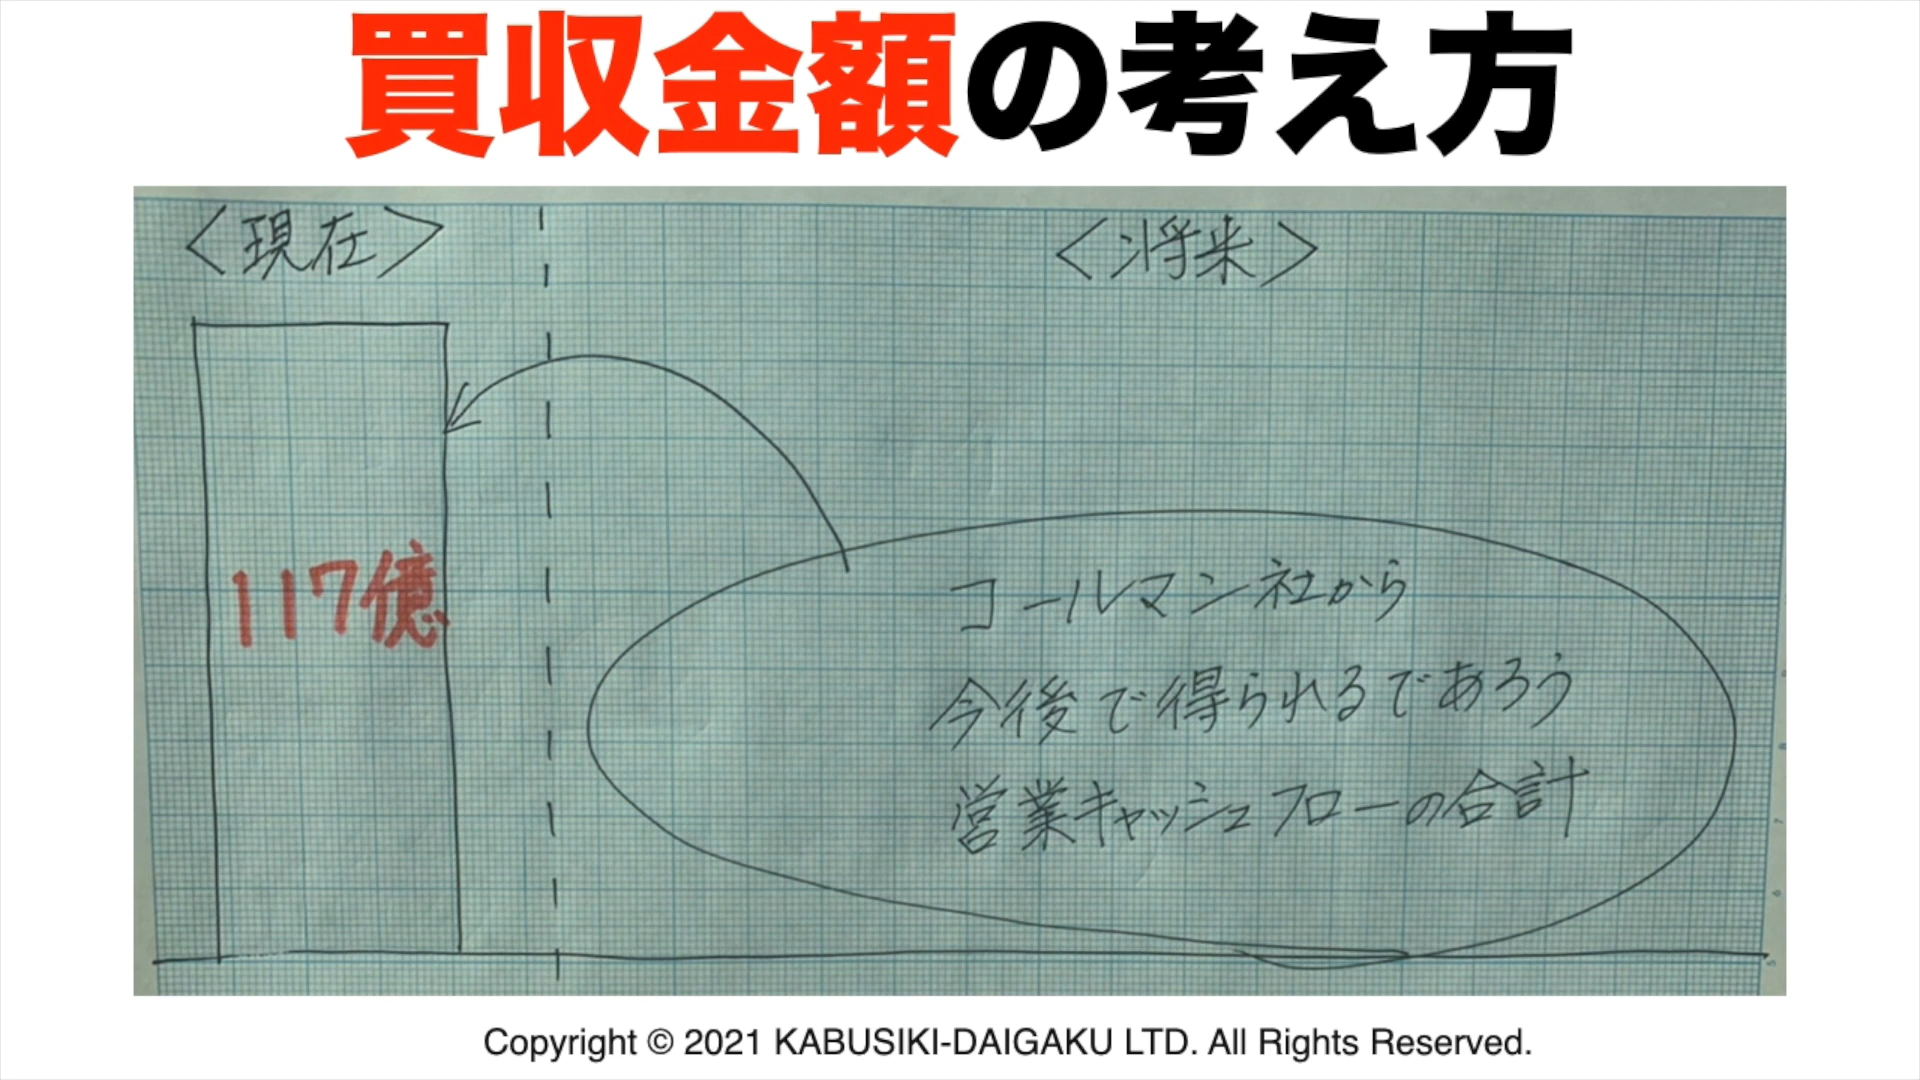 買収金額の考え方
〈現在〉
〈将来〉
117億
コールマン社から
今後で得られるであろう
営業キャッシュフローの合計
Copyright © 2021 KABUSIKI-DAIGAKU LTD. All Rights Reserved.